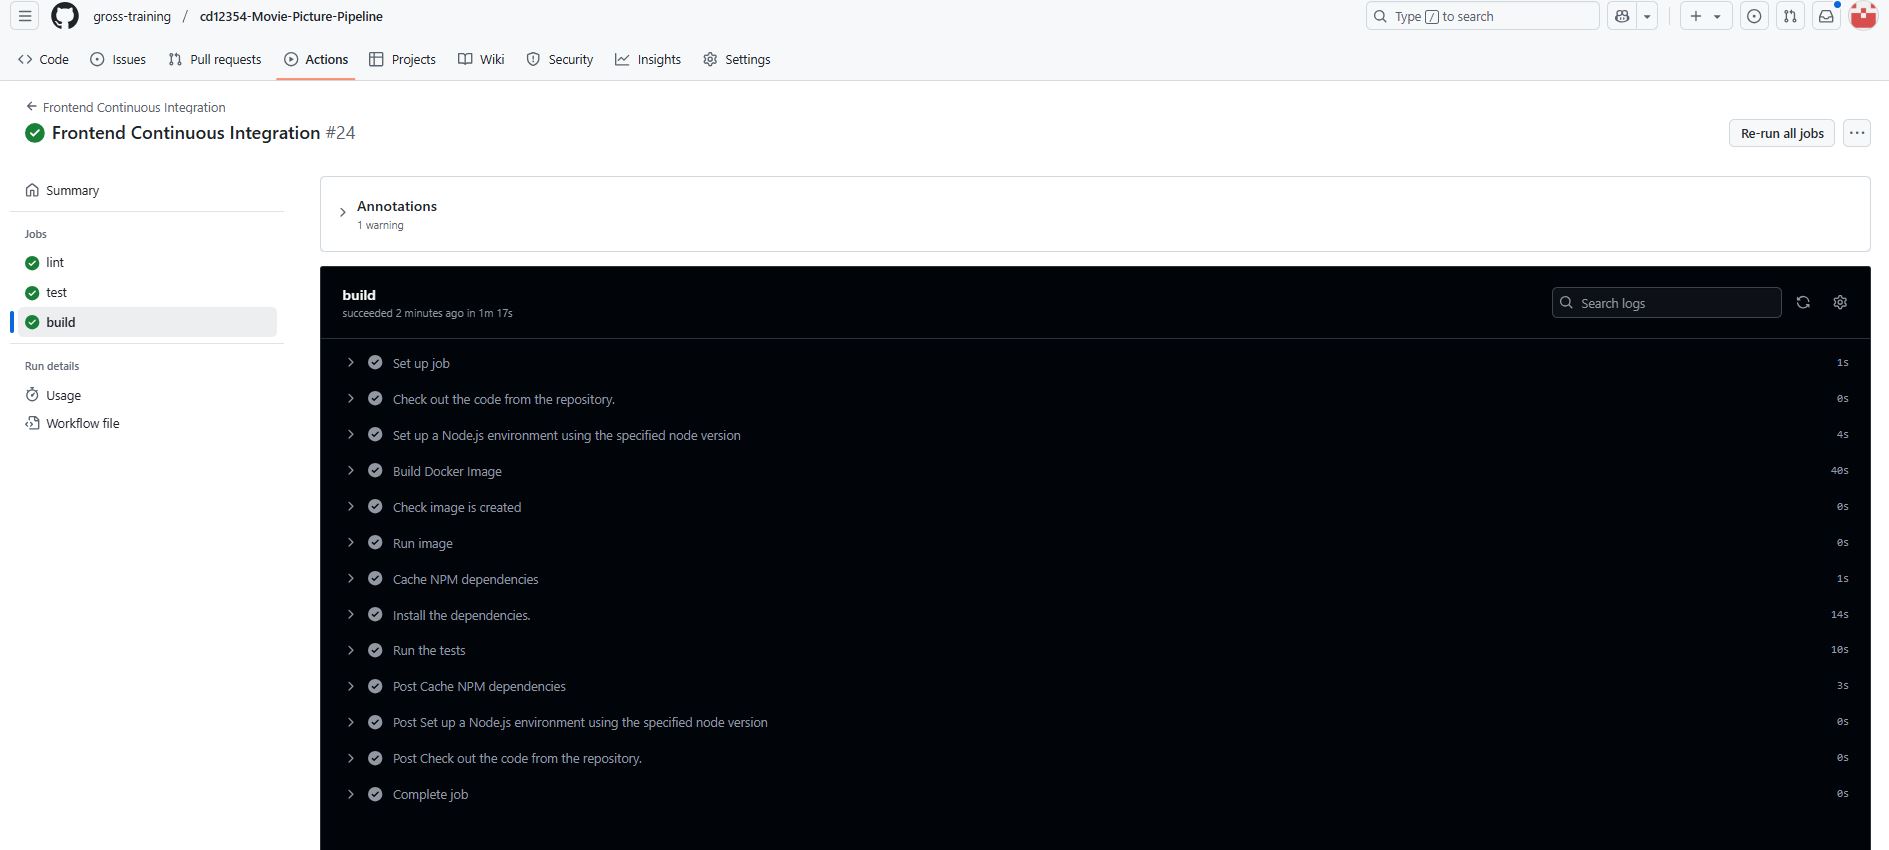 gross-training / cd12354-Movie-Picture-Pipeline
Type / to search
Code Issues Pull requests Actions Projects Wiki Security Insights Settings
Frontend Continuous Integration
Frontend Continuous Integration #24
Re-run all jobs
Summary
Jobs
lint
test
build
Run details
Usage
Workflow file
Annotations
1 warning
build
succeeded 2 minutes ago in 1m 17s
Search logs
Set up job 1s
Check out the code from the repository. 0s
Set up a Node.js environment using the specified node version 4s
Build Docker Image 40s
Check image is created 0s
Run image 0s
Cache NPM dependencies 1s
Install the dependencies. 14s
Run the tests 10s
Post Cache NPM dependencies 3s
Post Set up a Node.js environment using the specified node version 0s
Post Check out the code from the repository. 0s
Complete job 0s